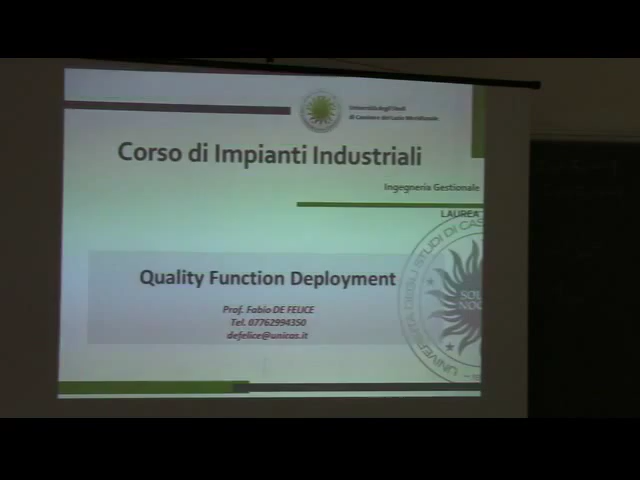 Università degli Studi
di Cassino e del Lazio Meridionale
Corso di Impianti Industriali
Ingegneria Gestionale
LAUREA
Quality Function Deployment
Prof. Fabio DE FELICE
Tel. 07762994350
defelice@unicas.it